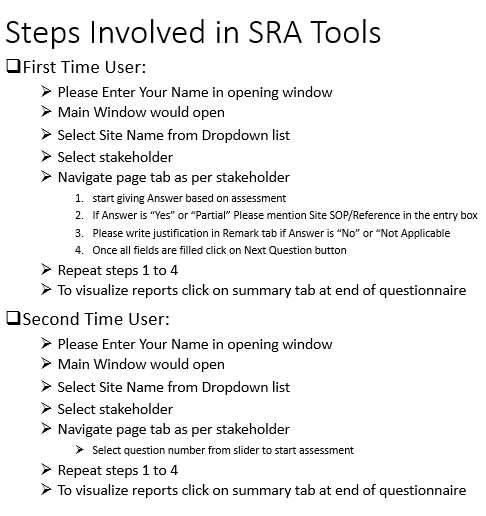 Steps Involved in SRA Tools
❑First Time User:
➢ Please Enter Your Name in opening window
➢ Main Window would open
➢ Select Site Name from Dropdown list
➢ Select stakeholder
➢ Navigate page tab as per stakeholder
1. start giving Answer based on assessment
2. If Answer is “Yes” or “Partial” Please mention Site SOP/Reference in the entry box
3. Please write justification in Remark tab if Answer is “No” or “Not Applicable
4. Once all fields are filled click on Next Question button
➢ Repeat steps 1 to 4
➢ To visualize reports click on summary tab at end of questionnaire
❑Second Time User:
➢ Please Enter Your Name in opening window
➢ Main Window would open
➢ Select Site Name from Dropdown list
➢ Select stakeholder
➢ Navigate page tab as per stakeholder
➢ Select question number from slider to start assessment
➢ Repeat steps 1 to 4
➢ To visualize reports click on summary tab at end of questionnaire